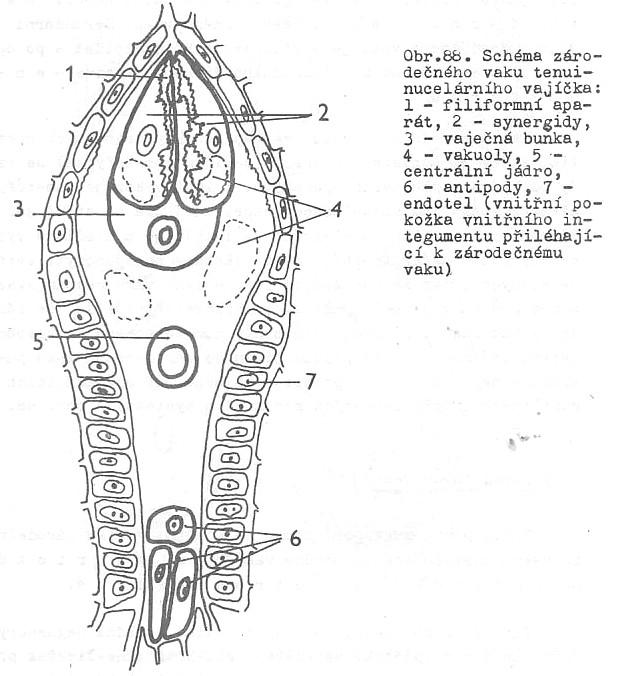 Obr.88. Schéma záro-
dečného vaku tenui-
nucelárního vajíčka:
1 - filiformní apa-
rát, 2 - synergidy,
3 - vaječná bunka,
4 - vakuoly, 5 -
centrální jádro,
6 - antipody, 7 -
endotel (vnitřní po-
kožka vnitřního in-
tegumentu přiléhají-
cí k zárodečnému
vaku)
1
2
3
4
5
7
6